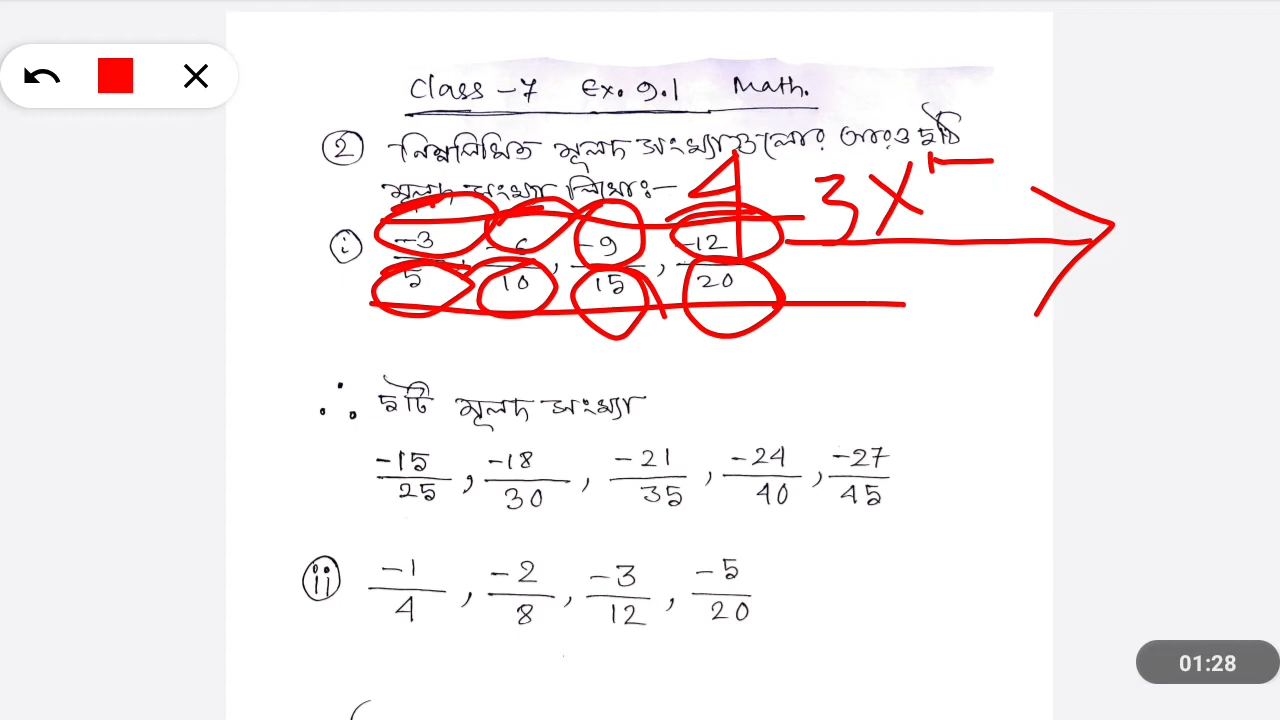 Class - 7 Ex. 9.1 Math.
② নিম্নলিখিত মূলদ সংখ্যাগুলোর আরও দুটি
মূলদ সংখ্যা লিখোঃ—
4 3 ×
ⓘ -3/5, -6/10, -9/15, -12/20
∴ দুটি মূলদ সংখ্যা
-15/25, -18/30, -21/35, -24/40, -27/45
ⓘⓘ -1/4, -2/8, -3/12, -5/20
01:28